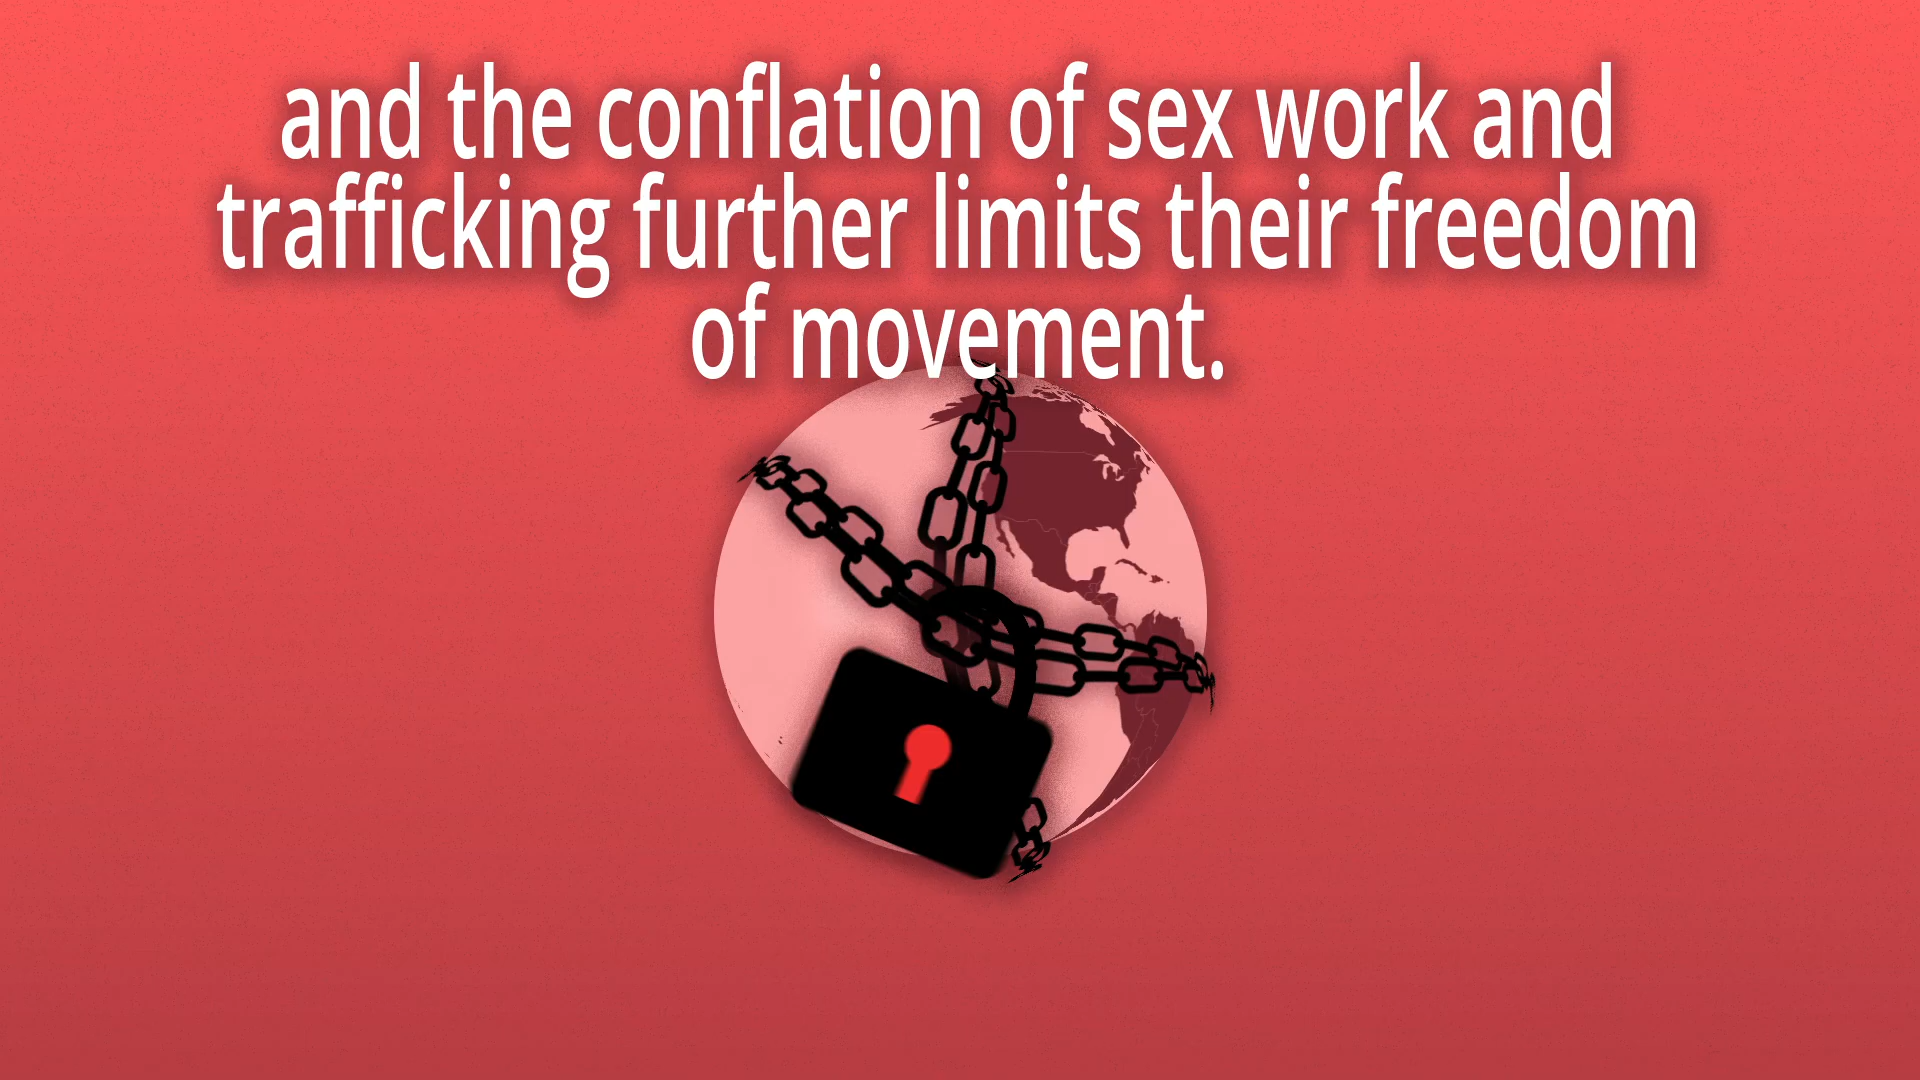 and the conflation of sex work and
trafficking further limits their freedom
of movement.